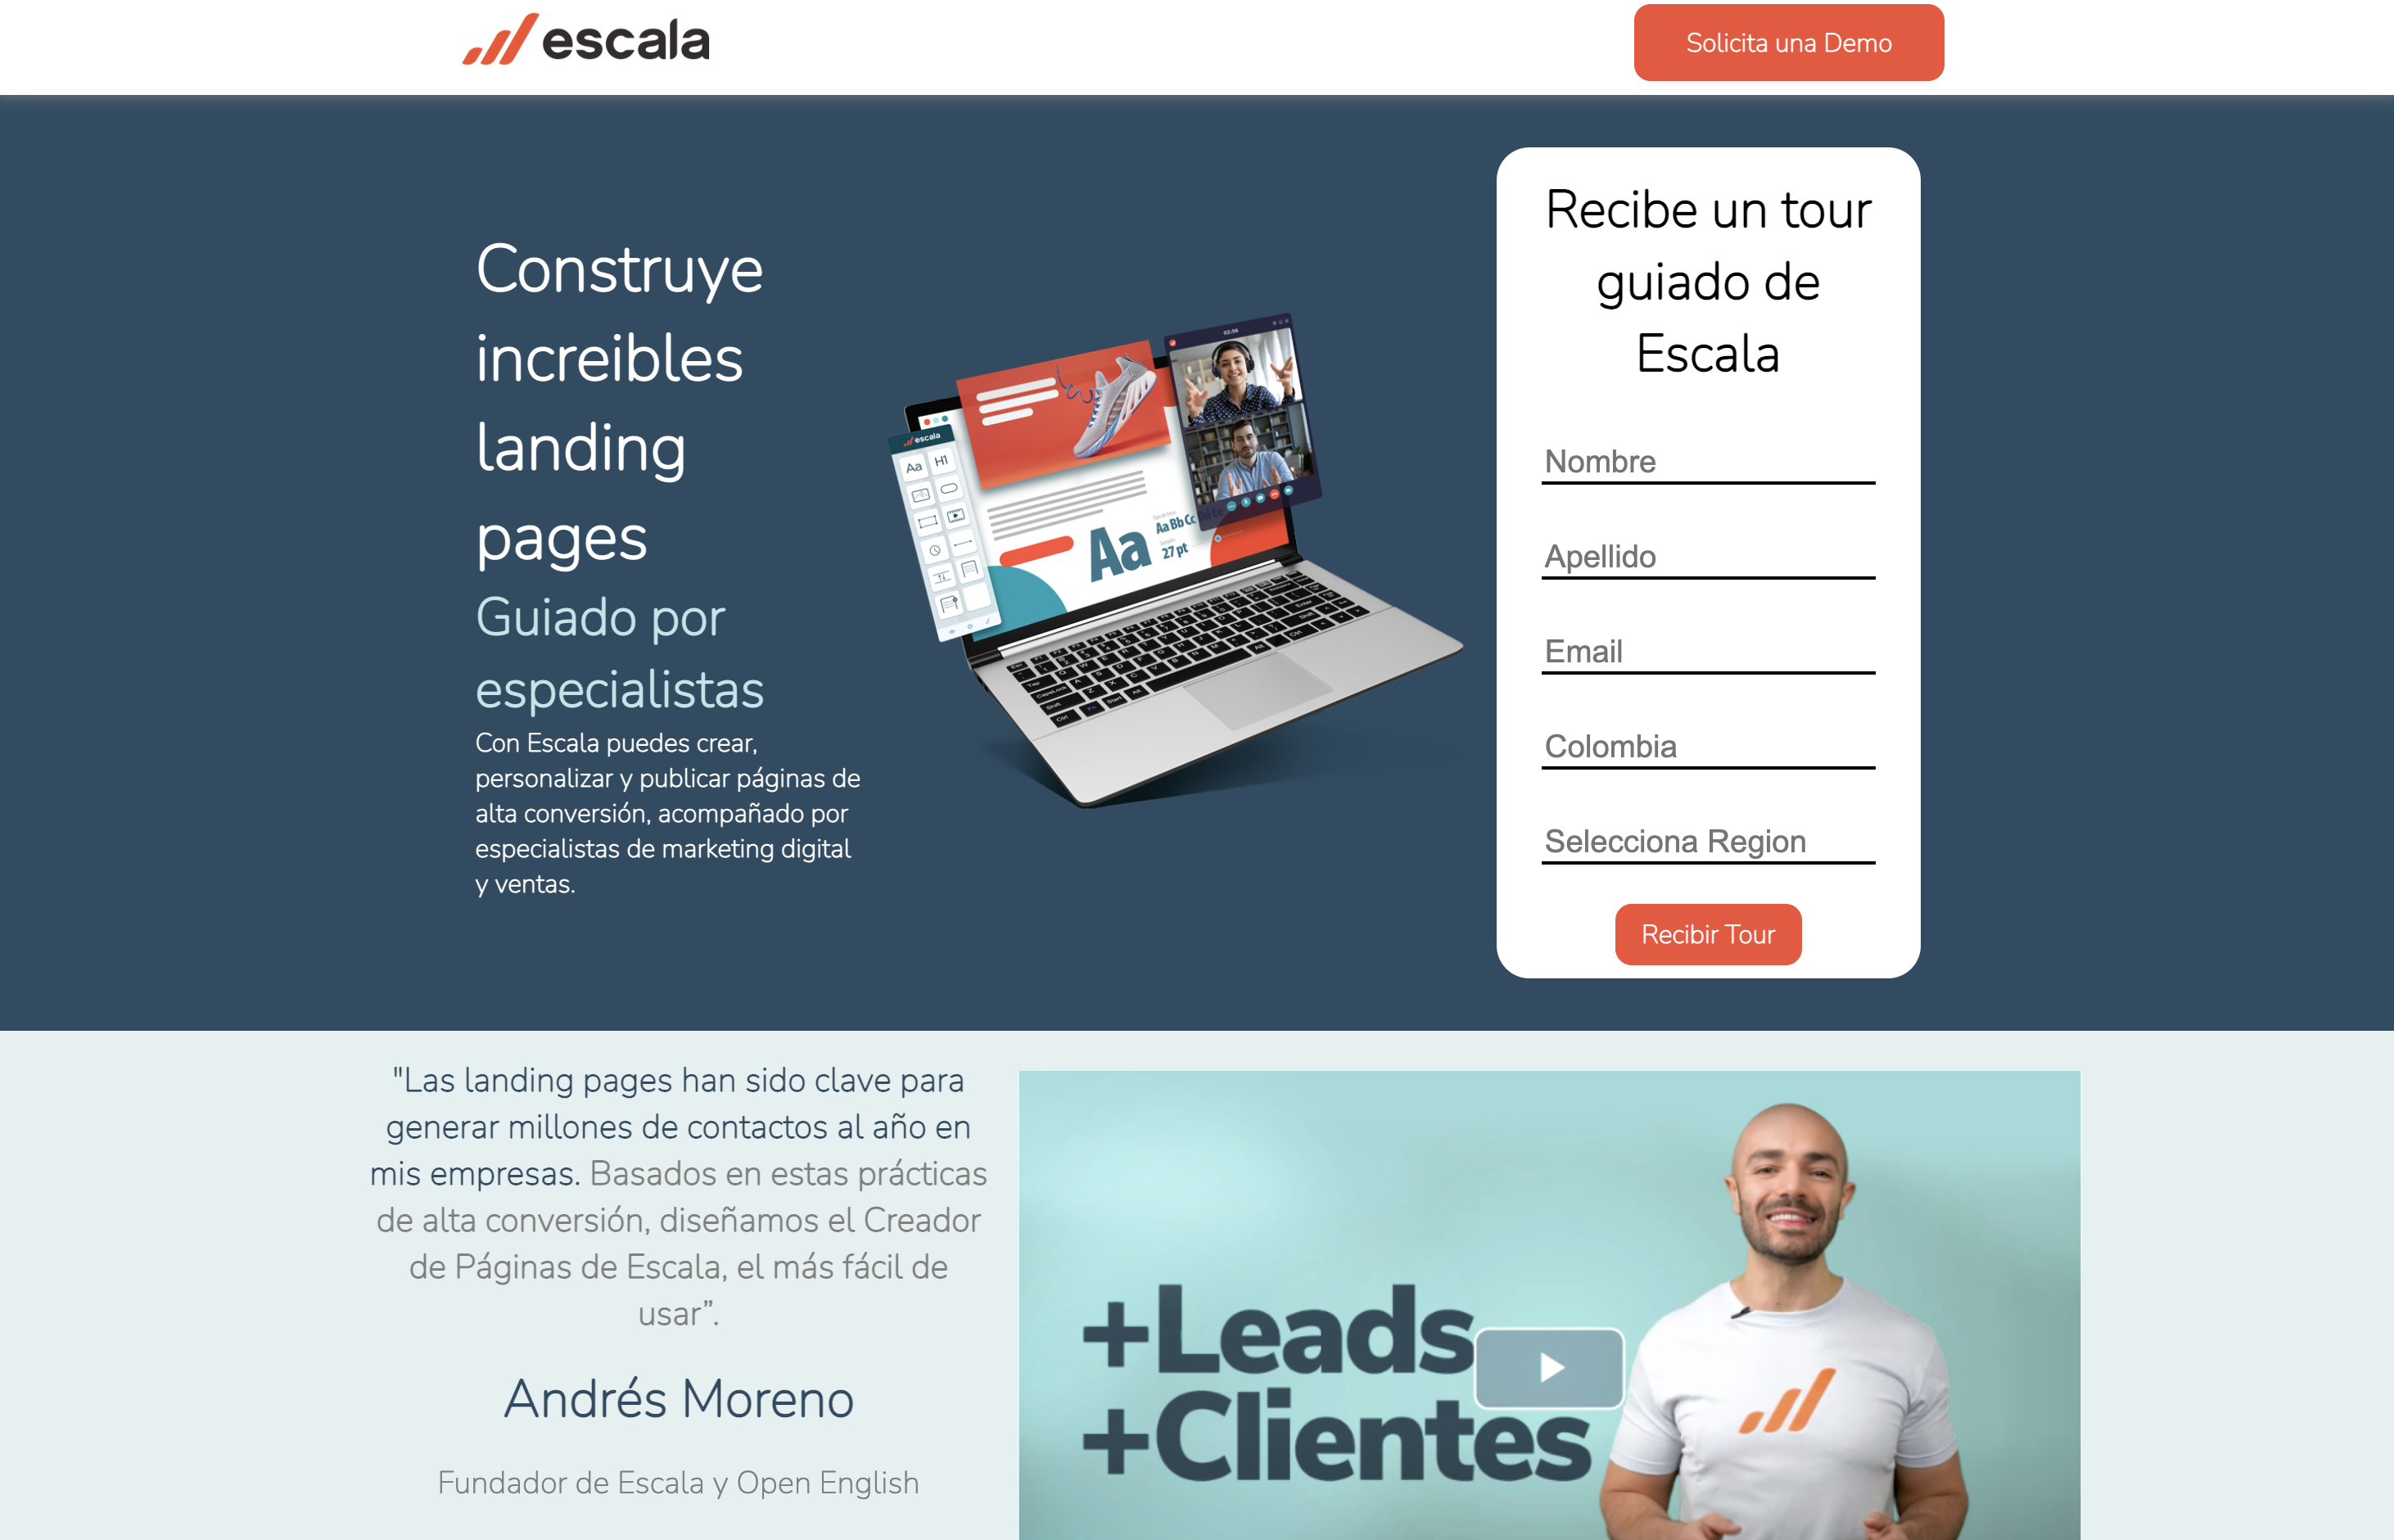 escala
Solicita una Demo
Construye
increibles
landing
pages
Guiado por
especialistas
Con Escala puedes crear,
personalizar y publicar páginas de
alta conversión, acompañado por
especialistas de marketing digital
y ventas.
escala
Aa
H1
02:56
Aa
Aa Bb Cc Dd Ee
27 pt
Recibe un tour
guiado de
Escala
Nombre
Apellido
Email
Colombia
Selecciona Region
Recibir Tour
"Las landing pages han sido clave para
generar millones de contactos al año en
mis empresas. Basados en estas prácticas
de alta conversión, diseñamos el Creador
de Páginas de Escala, el más fácil de
usar”.
Andrés Moreno
Fundador de Escala y Open English
+Leads
+Clientes